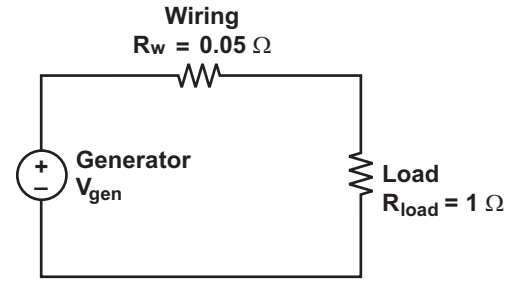 Wiring
Rw = 0.05 Ω
+
−
Generator
Vgen
Load
Rload = 1 Ω